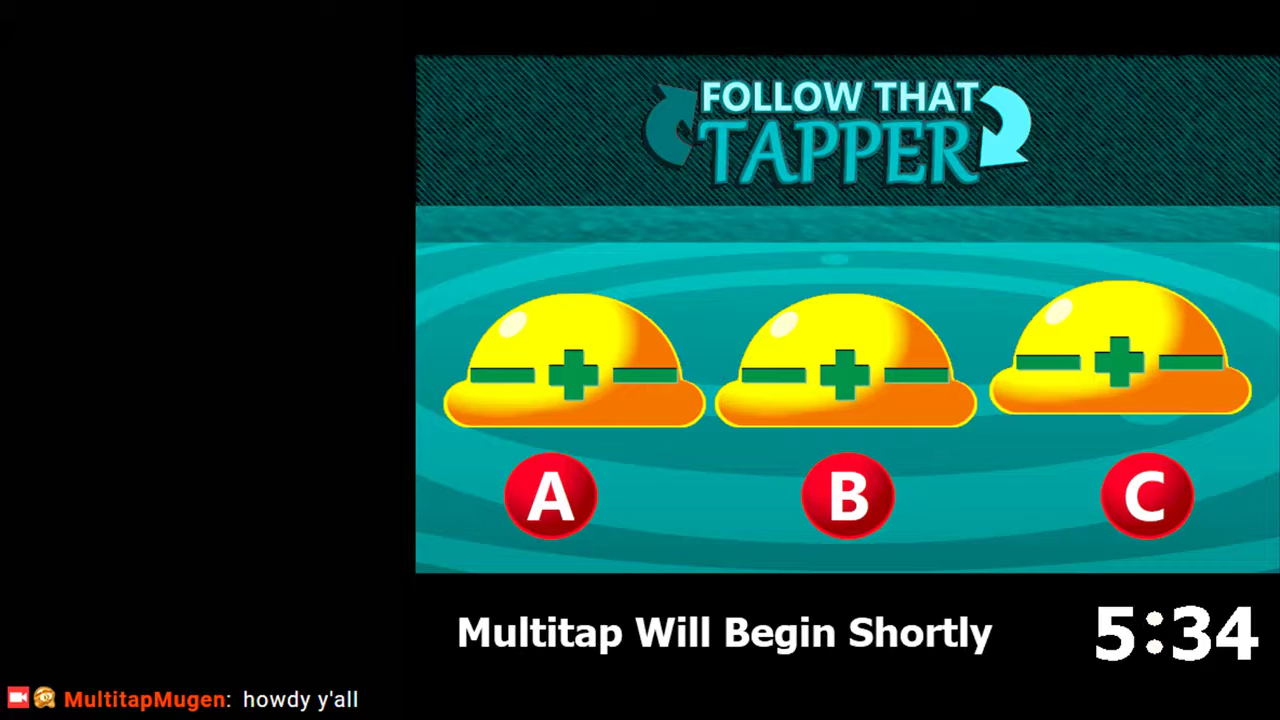 FOLLOW THAT
TAPPER
A
B
C
Multitap Will Begin Shortly
5:34
MultitapMugen: howdy y'all